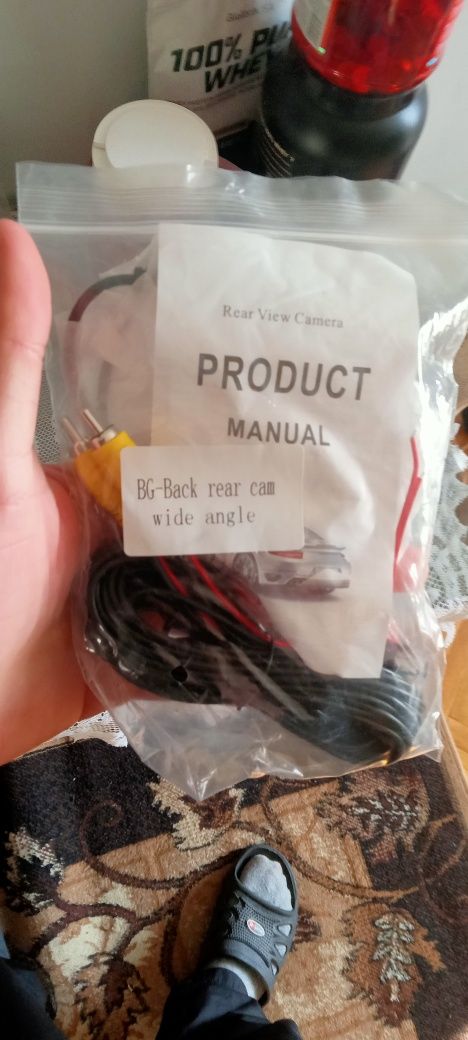 100% PU
WHE
Rear View Camera
PRODUCT
MANUAL
BG-Back rear cam
wide angle